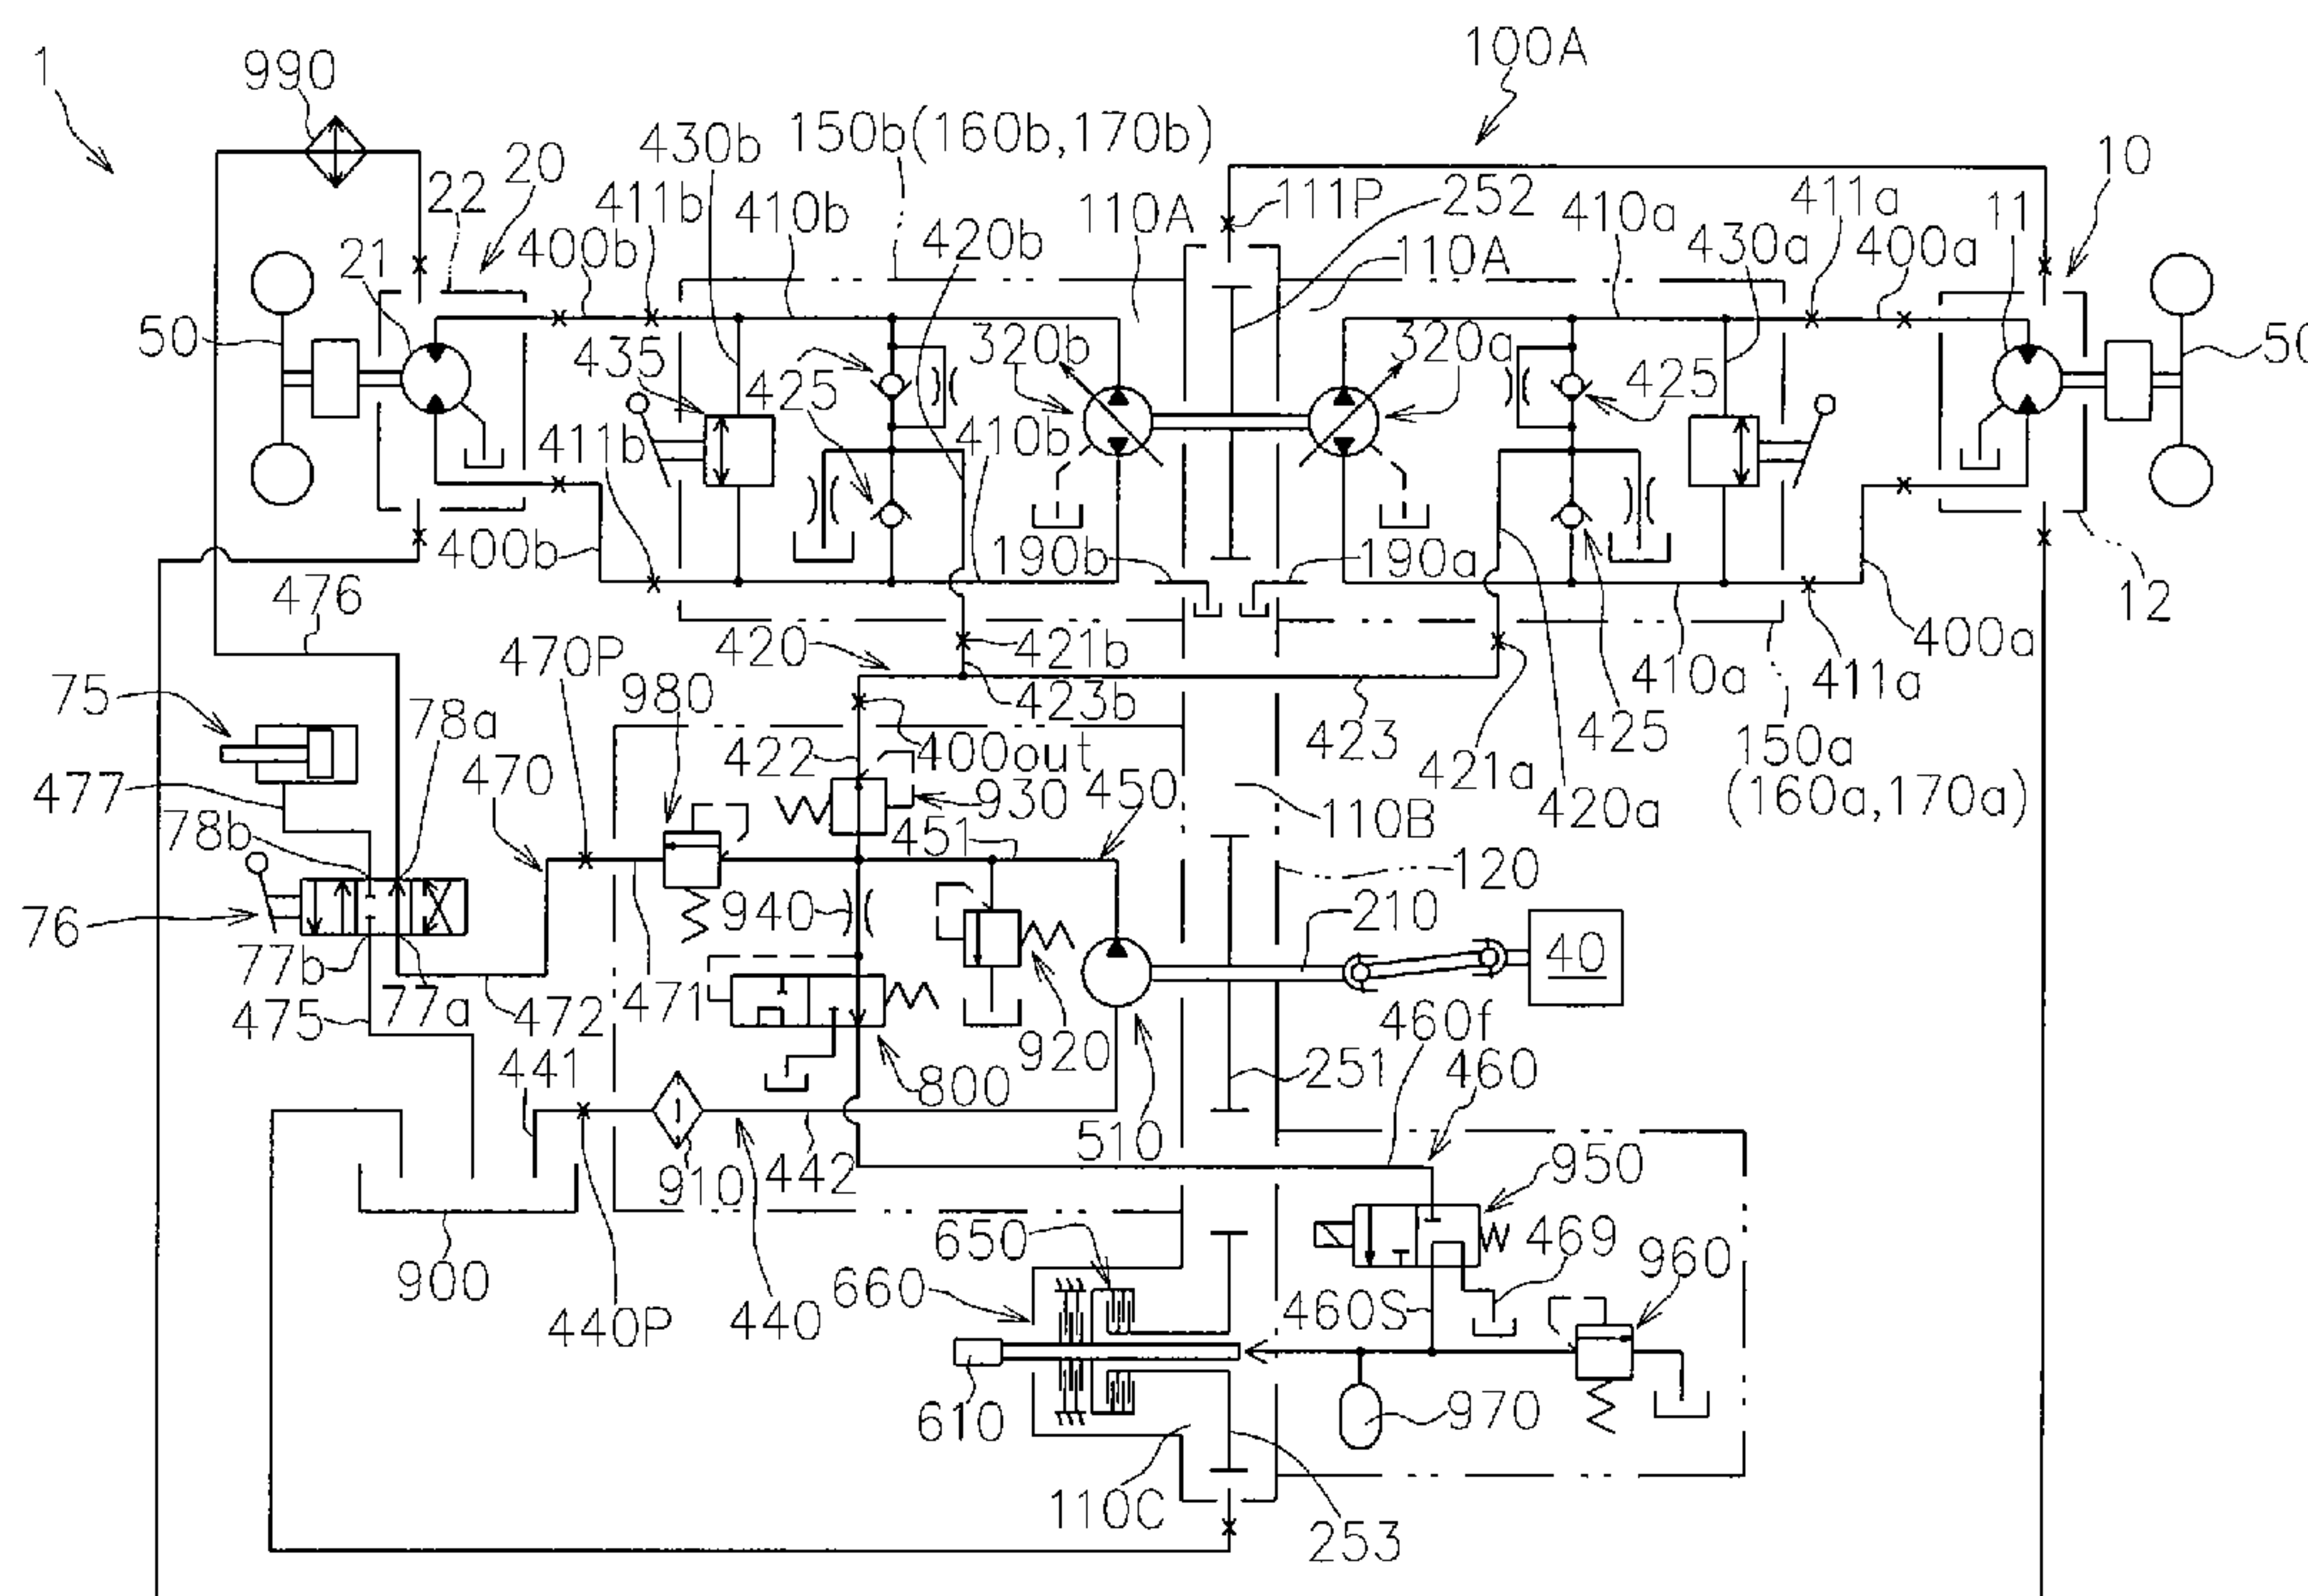 1
990
100A
430b
150b(160b,170b)
20
10
22
411b
410b
110A
111P
252
410a
411a
11
21
400b
420b
110A
430a
400a
50
435
425
320b
320a
425
50
411b
410b
400b
190b
190a
12
476
470P
420
421b
400a
75
980
423b
410a
411a
78a
423
425
150a
477
470
422
400out
421a
(160a,170a)
78b
930
450
420a
451
110B
120
76
940
210
40
77b
77a
471
460f
475
472
920
441
800
251
460
510
910
442
950
650
469
960
900
660
440P
440
460S
610
970
110C
253